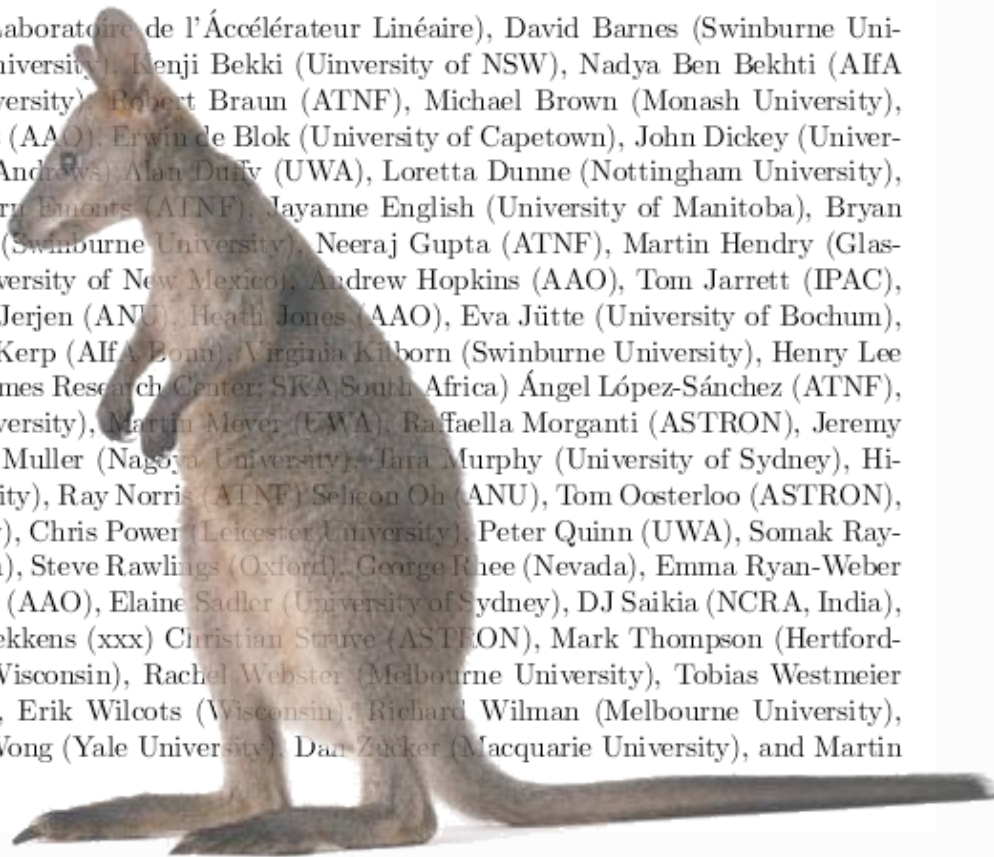 Laboratoire de l'Áccélérateur Linéaire), David Barnes (Swinburne Uni-
niversity), Kenji Bekki (Uinversity of NSW), Nadya Ben Bekhti (AIfA
versity), Robert Braun (ATNF), Michael Brown (Monash University),
(AAO), Erwin de Blok (University of Capetown), John Dickey (Univer-
Andrews), Alan Duffy (UWA), Loretta Dunne (Nottingham University),
rn Emonts (ATNF), Jayanne English (University of Manitoba), Bryan
(Swinburne University), Neeraj Gupta (ATNF), Martin Hendry (Glas-
versity of New Mexico), Andrew Hopkins (AAO), Tom Jarrett (IPAC),
Jerjen (ANU), Heath Jones (AAO), Eva Jütte (University of Bochum),
Kerp (AIfA Bonn), Virginia Kilborn (Swinburne University), Henry Lee
mes Research Center; SKA South Africa) Ángel López-Sánchez (ATNF),
versity), Martin Meyer (UWA), Raffaella Morganti (ASTRON), Jeremy
Muller (Nagoya University), Tara Murphy (University of Sydney), Hi-
ity), Ray Norris (ATNF) Seheon Oh (ANU), Tom Oosterloo (ASTRON),
), Chris Power (Leicester University), Peter Quinn (UWA), Somak Ray-
), Steve Rawlings (Oxford), George Rhee (Nevada), Emma Ryan-Weber
(AAO), Elaine Sadler (University of Sydney), DJ Saikia (NCRA, India),
ekkens (xxx) Christian Struve (ASTRON), Mark Thompson (Hertford-
Wisconsin), Rachel Webster (Melbourne University), Tobias Westmeier
, Erik Wilcots (Wisconsin), Richard Wilman (Melbourne University),
Wong (Yale University), Dan Zucker (Macquarie University), and Martin